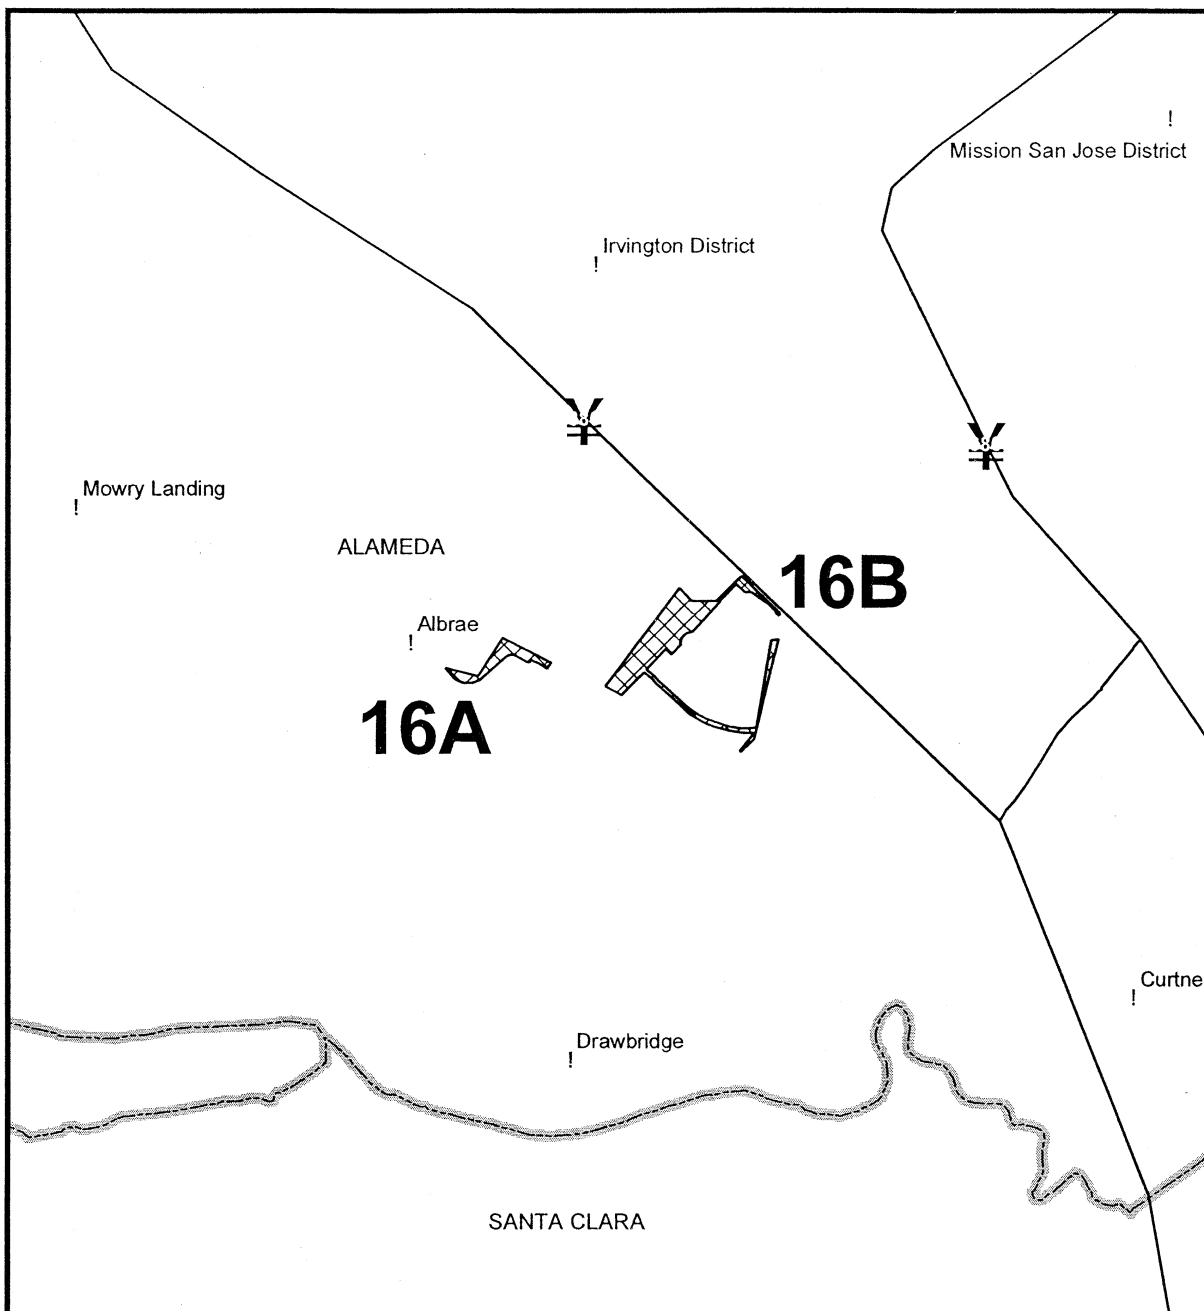 !
Mission San Jose District
Irvington District
!
Mowry Landing
!
ALAMEDA
16B
Albrae
!
16A
Curtne
!
Drawbridge
!
SANTA CLARA